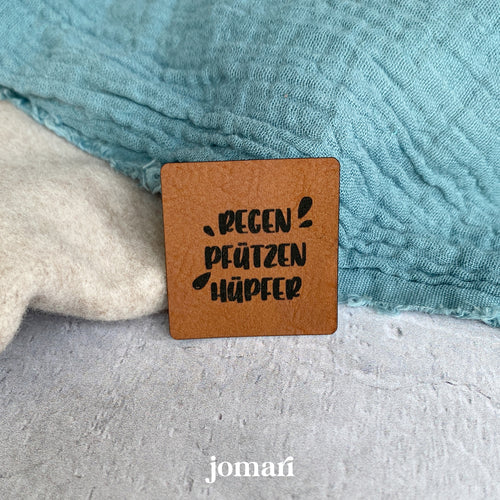 REGEN
PFÜTZEN
HÜPFER
jomari